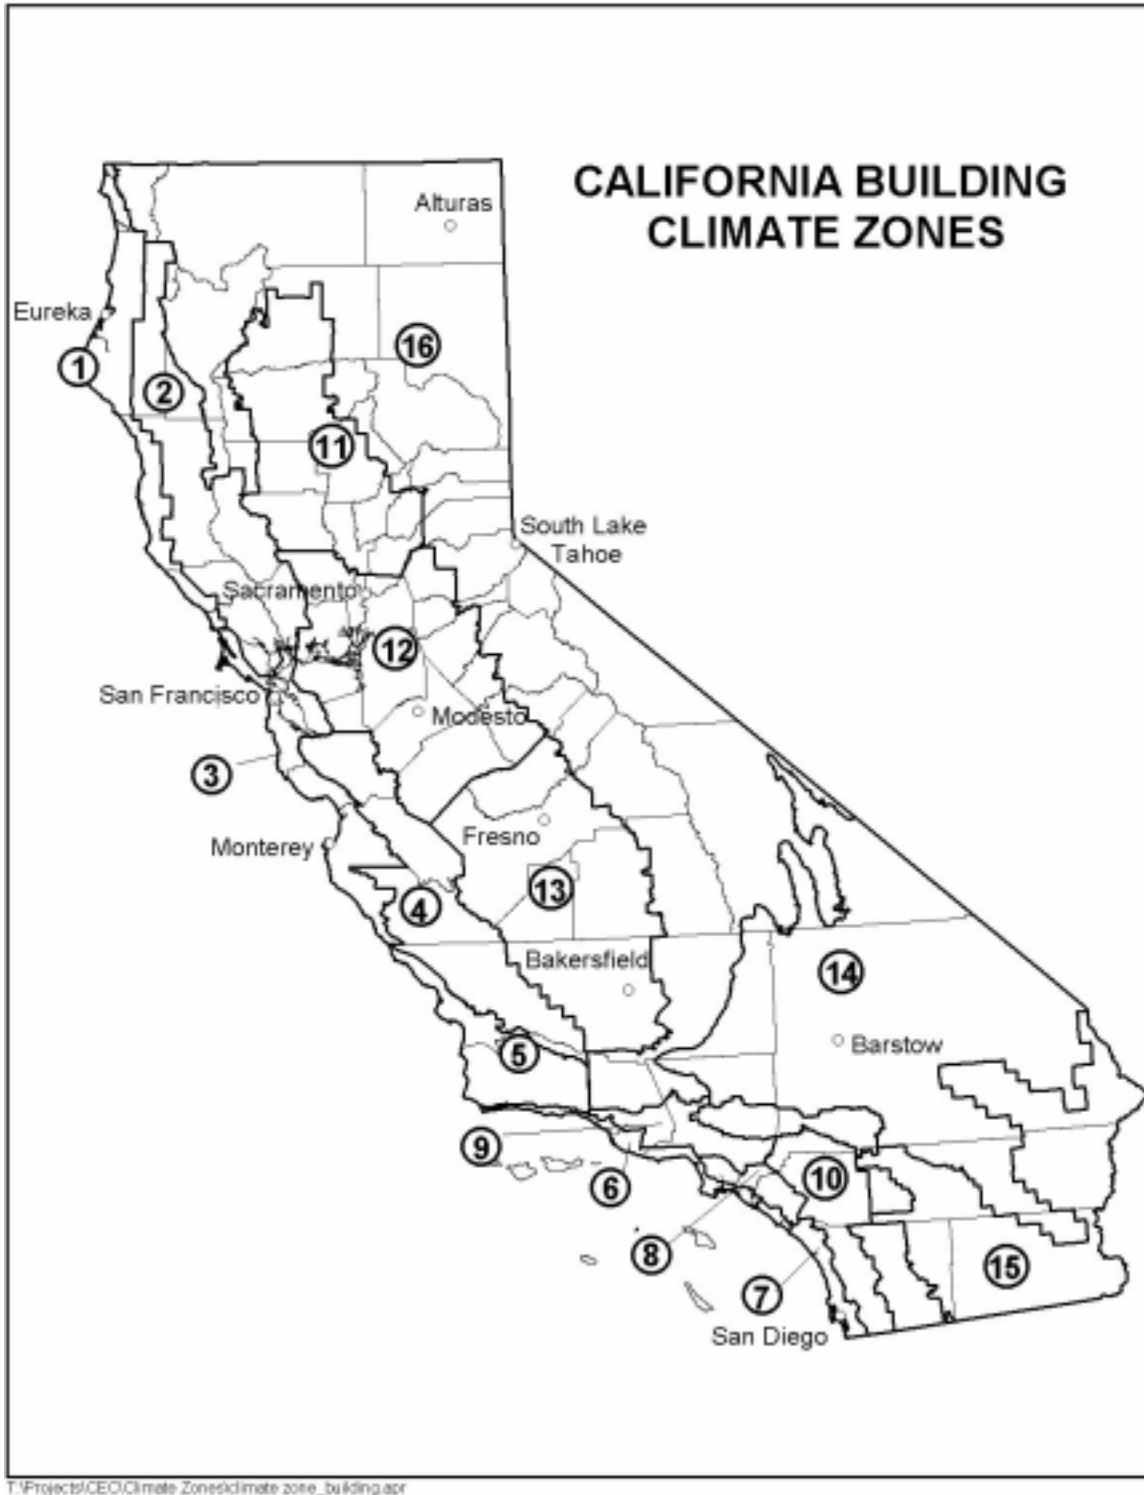 CALIFORNIA BUILDING
CLIMATE ZONES
Alturas
Eureka
16
1
2
11
South Lake
Tahoe
Sacramento
12
San Francisco
Modesto
3
Fresno
Monterey
13
4
Bakersfield
14
5
Barstow
9
10
6
8
15
7
San Diego
T:\Projects\CEC\Climate Zones\climate zone_building.apr